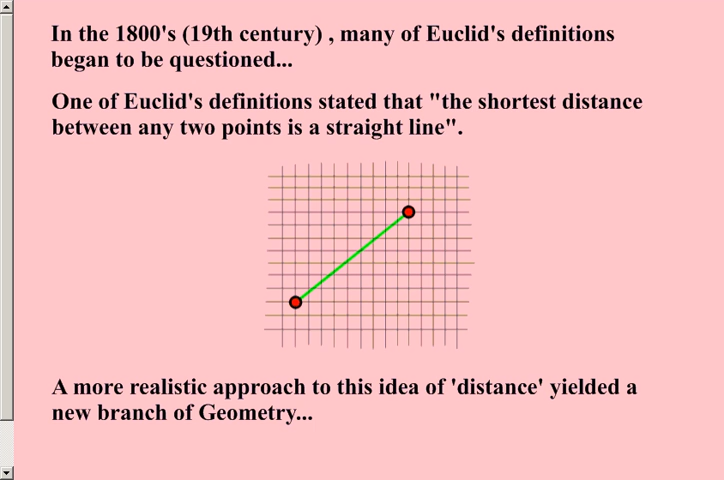 In the 1800's (19th century) , many of Euclid's definitions
began to be questioned...
One of Euclid's definitions stated that "the shortest distance
between any two points is a straight line".
A more realistic approach to this idea of 'distance' yielded a
new branch of Geometry...